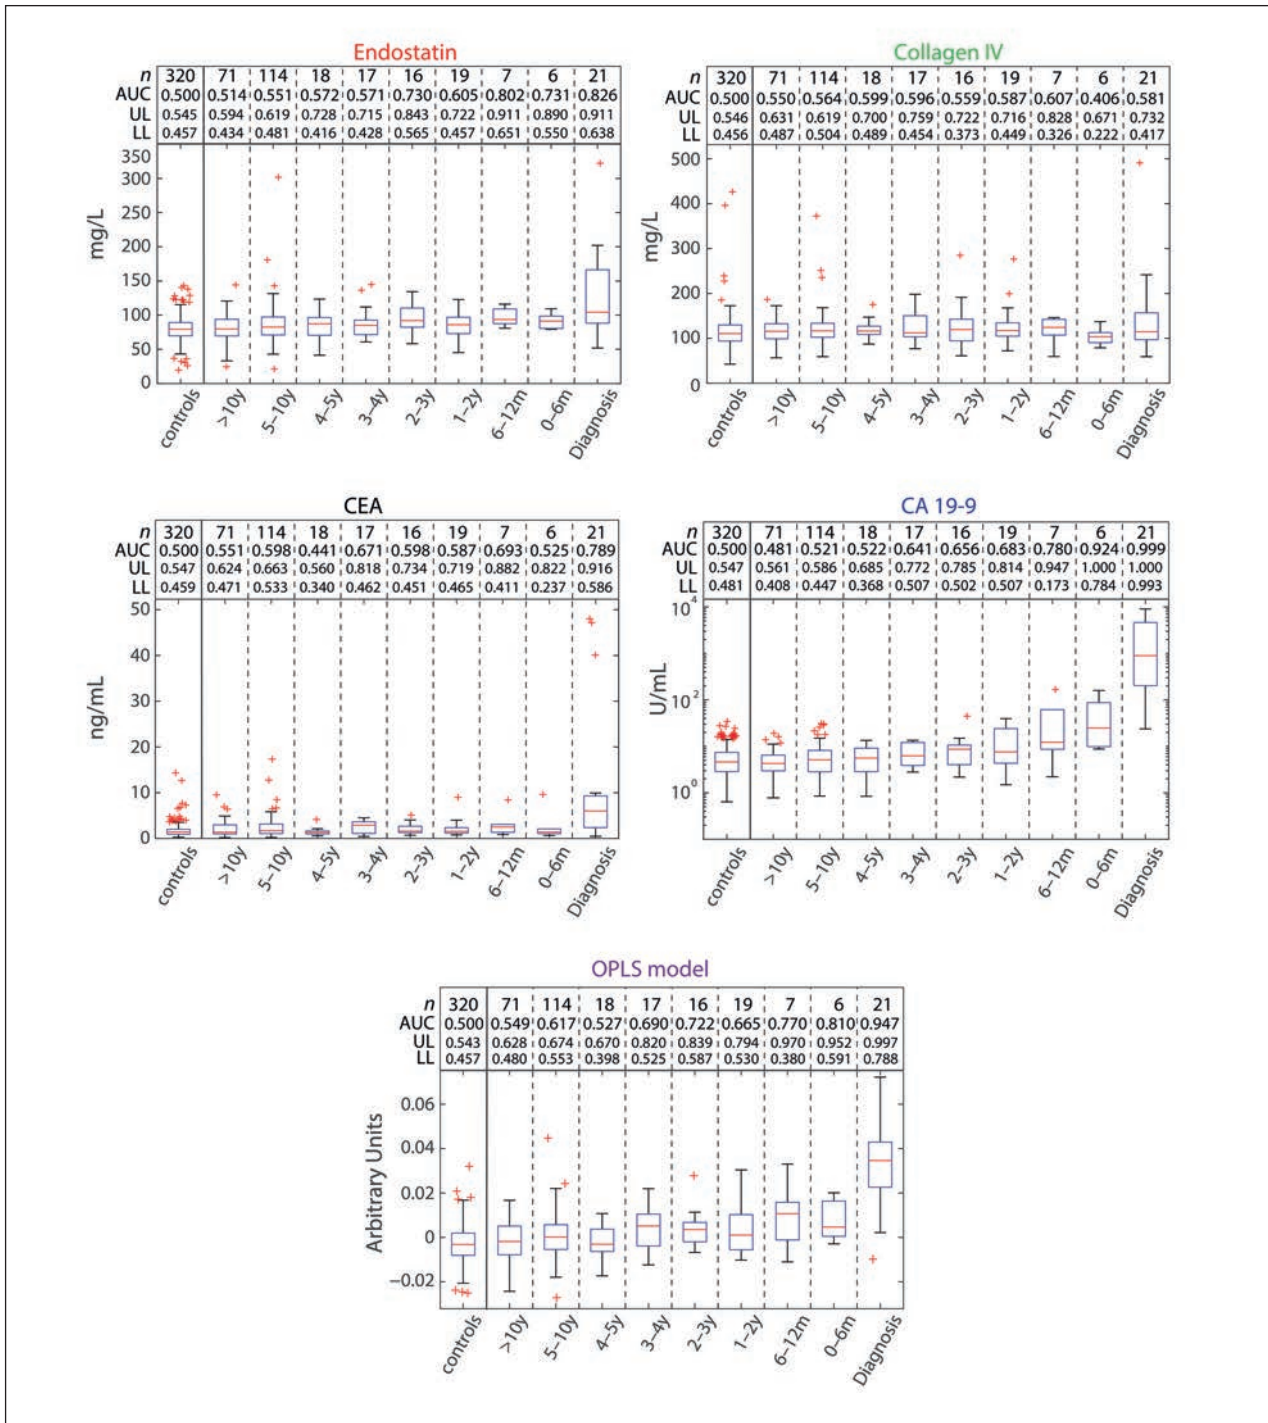 Endostatin
n 320 71 114 18 17 16 19 7 6 21
AUC 0.500 0.514 0.551 0.572 0.571 0.730 0.605 0.802 0.731 0.826
UL 0.545 0.594 0.619 0.728 0.715 0.843 0.722 0.911 0.890 0.911
LL 0.457 0.434 0.481 0.416 0.428 0.565 0.457 0.651 0.550 0.638
350
300
250
200
150
100
50
0
mg/L
controls >10y 5–10y 4–5y 3–4y 2–3y 1–2y 6–12m 0–6m Diagnosis
Collagen IV
n 320 71 114 18 17 16 19 7 6 21
AUC 0.500 0.550 0.564 0.599 0.596 0.559 0.587 0.607 0.406 0.581
UL 0.546 0.631 0.619 0.700 0.759 0.722 0.716 0.828 0.671 0.732
LL 0.456 0.487 0.504 0.489 0.454 0.373 0.449 0.326 0.222 0.417
500
400
300
200
100
0
mg/L
controls >10y 5–10y 4–5y 3–4y 2–3y 1–2y 6–12m 0–6m Diagnosis
CEA
n 320 71 114 18 17 16 19 7 6 21
AUC 0.500 0.551 0.598 0.441 0.671 0.598 0.587 0.693 0.525 0.789
UL 0.547 0.624 0.663 0.560 0.818 0.734 0.719 0.882 0.822 0.916
LL 0.459 0.471 0.533 0.340 0.462 0.451 0.465 0.411 0.237 0.586
50
40
30
20
10
0
ng/mL
controls >10y 5–10y 4–5y 3–4y 2–3y 1–2y 6–12m 0–6m Diagnosis
CA 19-9
n 320 71 114 18 17 16 19 7 6 21
AUC 0.500 0.481 0.521 0.522 0.641 0.656 0.683 0.780 0.924 0.999
UL 0.547 0.561 0.586 0.685 0.772 0.785 0.814 0.947 1.000 1.000
LL 0.481 0.408 0.447 0.368 0.507 0.502 0.507 0.173 0.784 0.993
10⁴
10²
10⁰
U/mL
controls >10y 5–10y 4–5y 3–4y 2–3y 1–2y 6–12m 0–6m Diagnosis
OPLS model
n 320 71 114 18 17 16 19 7 6 21
AUC 0.500 0.549 0.617 0.527 0.690 0.722 0.665 0.770 0.810 0.947
UL 0.543 0.628 0.674 0.670 0.820 0.839 0.794 0.970 0.952 0.997
LL 0.457 0.480 0.553 0.398 0.525 0.587 0.530 0.380 0.591 0.788
0.06
0.04
0.02
0
−0.02
Arbitrary Units
controls >10y 5–10y 4–5y 3–4y 2–3y 1–2y 6–12m 0–6m Diagnosis